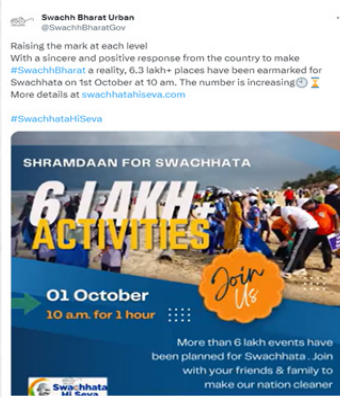 Swachh Bharat Urban
@SwachhBharatGov
Raising the mark at each level
With a sincere and positive response from the country to make
#SwachhBharat a reality, 6.3 lakh+ places have been earmarked for
Swachhata on 1st October at 10 am. The number is increasing🕙⏳
More details at swachhatahiseva.com
#SwachhataHiSeva
SHRAMDAAN FOR SWACHHATA
6 LAKH+
ACTIVITIES
Join
Us
01 October
10 a.m. for 1 hour
More than 6 lakh events have
been planned for Swachhata . Join
with your friends & family to
make our nation cleaner
Swachhata
Hi Seva